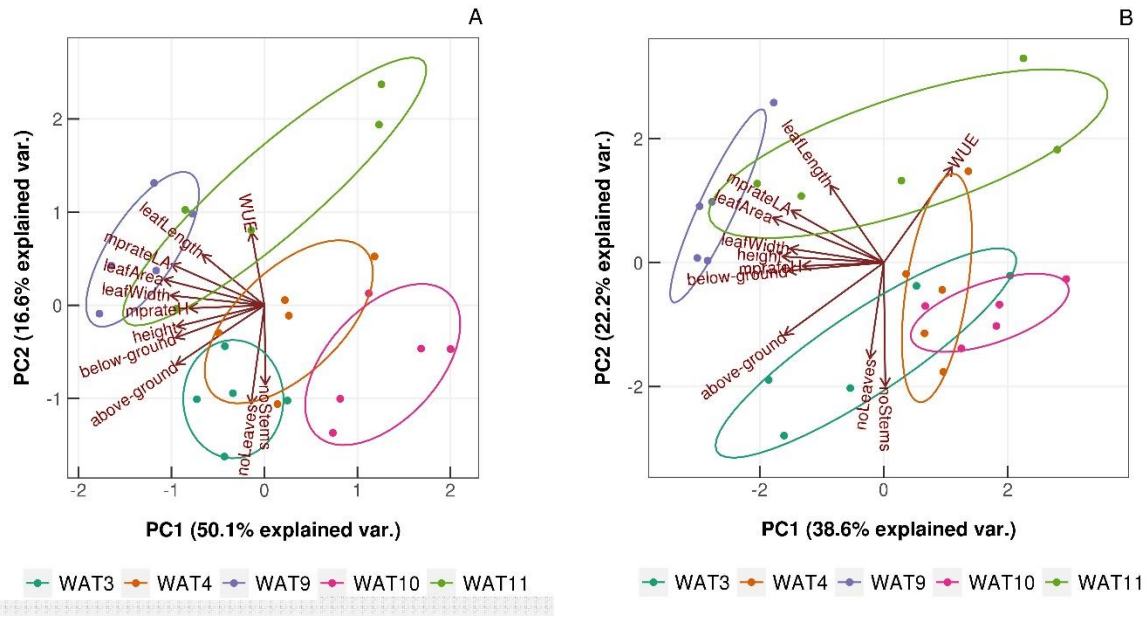 A
PC2 (16.6% explained var.)
2
1
0
-1
leafLength
mprateLA
leafArea
leafWidth
mprateH
height
below-ground
above-ground
WUE
noLeaves
noStems
-2
-1
0
1
2
PC1 (50.1% explained var.)
WAT3 WAT4 WAT9 WAT10 WAT11
B
PC2 (22.2% explained var.)
2
0
-2
leafLength
WUE
mprateLA
leafArea
leafWidth
height
mprateH
below-ground
above-ground
noLeaves
noStems
-2
0
2
PC1 (38.6% explained var.)
WAT3 WAT4 WAT9 WAT10 WAT11